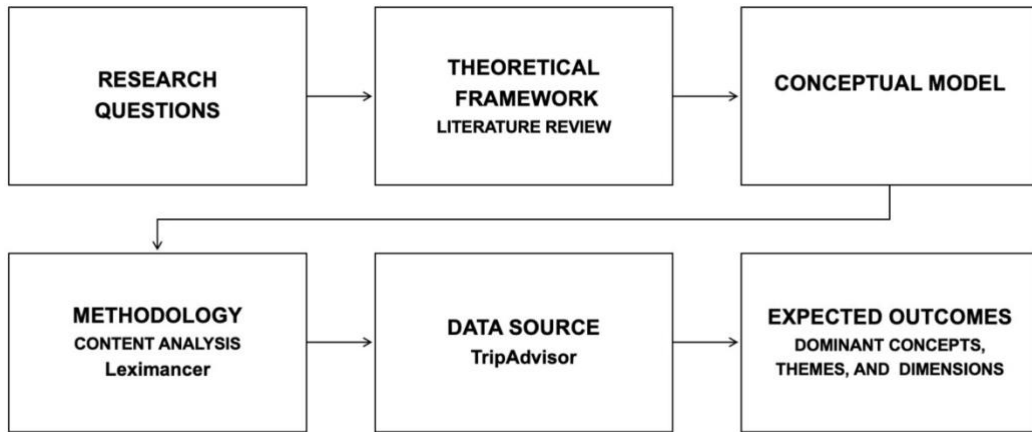 RESEARCH
QUESTIONS
THEORETICAL
FRAMEWORK
LITERATURE REVIEW
CONCEPTUAL MODEL
METHODOLOGY
CONTENT ANALYSIS
Leximancer
DATA SOURCE
TripAdvisor
EXPECTED OUTCOMES
DOMINANT CONCEPTS,
THEMES, AND DIMENSIONS